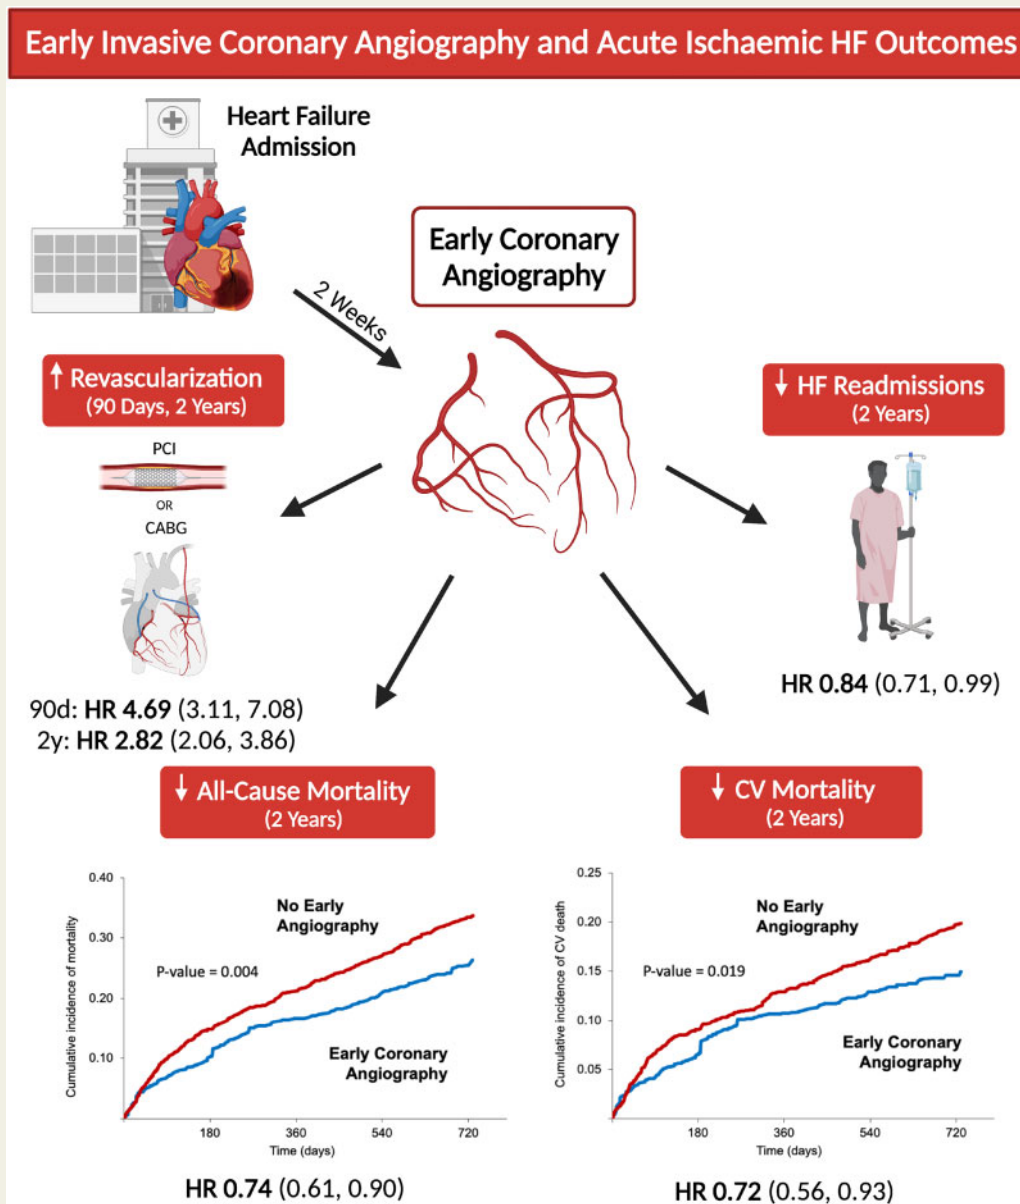 Early Invasive Coronary Angiography and Acute Ischaemic HF Outcomes
Heart Failure
Admission
Early Coronary
Angiography
2 Weeks
↑ Revascularization
(90 Days, 2 Years)
PCI
OR
CABG
90d: HR 4.69 (3.11, 7.08)
2y: HR 2.82 (2.06, 3.86)
↓ HF Readmissions
(2 Years)
HR 0.84 (0.71, 0.99)
↓ All-Cause Mortality
(2 Years)
Cumulative incidence of mortality
0.40
0.30
0.20
0.10
No Early
Angiography
P-value = 0.004
Early Coronary
Angiography
180 360 540 720
Time (days)
HR 0.74 (0.61, 0.90)
↓ CV Mortality
(2 Years)
Cumulative incidence of CV death
0.25
0.20
0.15
0.10
0.05
No Early
Angiography
P-value = 0.019
Early Coronary
Angiography
180 360 540 720
Time (days)
HR 0.72 (0.56, 0.93)